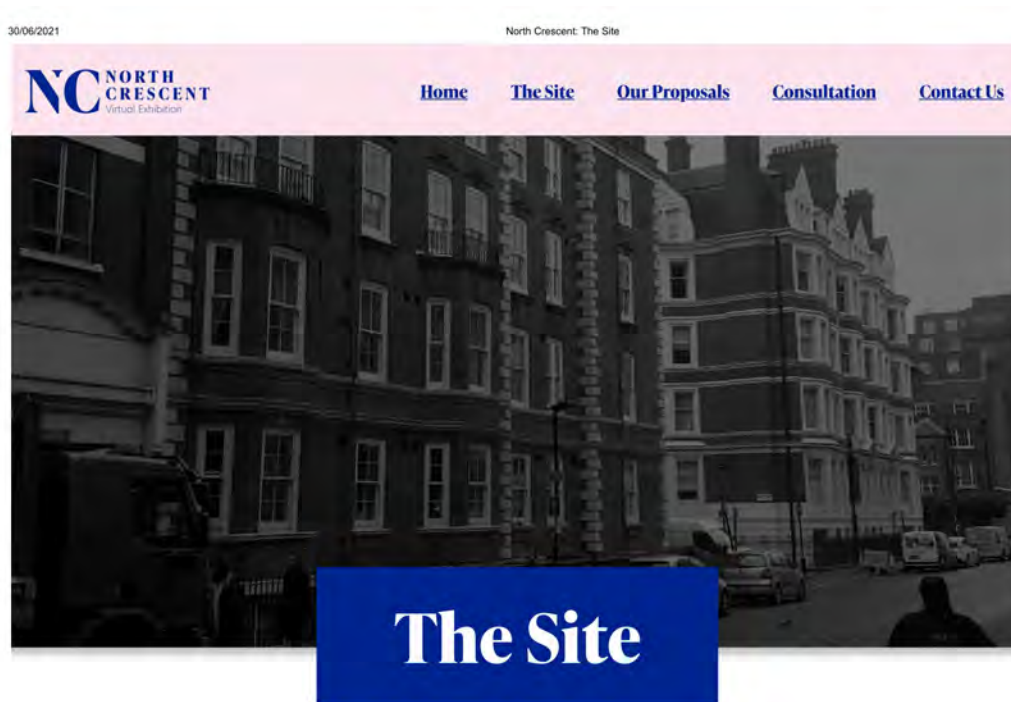 30/06/2021 North Crescent: The Site
NC NORTH CRESCENT
Virtual Exhibition
Home The Site Our Proposals Consultation Contact Us
The Site